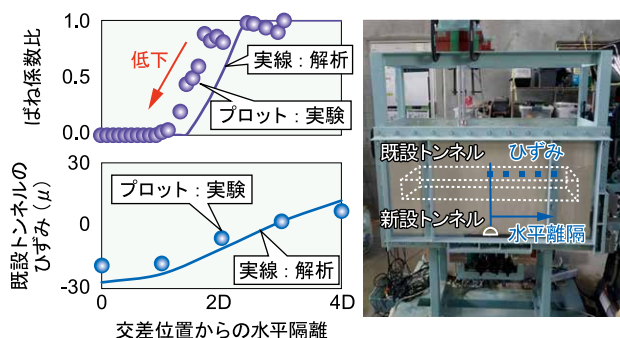 ばね係数比
1.0
0.5
0.0
低下
実線：解析
プロット：実験
既設トンネルの
ひずみ（μ）
30
0
-30
プロット：実験
実線：解析
0
2D
4D
交差位置からの水平隔離
既設トンネル
ひずみ
新設トンネル
水平離隔